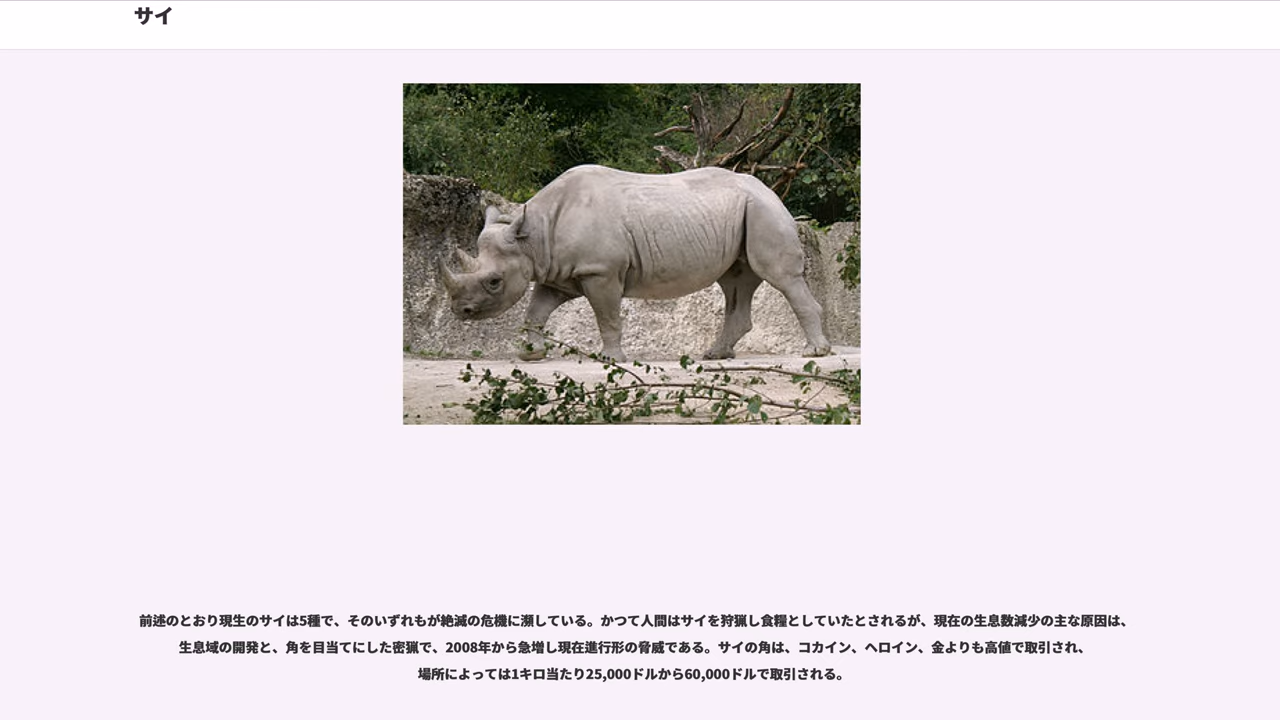 サイ
前述のとおり現生のサイは5種で、そのいずれもが絶滅の危機に瀕している。かつて人間はサイを狩猟し食糧としていたとされるが、現在の生息数減少の主な原因は、
生息域の開発と、角を目当てにした密猟で、2008年から急増し現在進行形の脅威である。サイの角は、コカイン、ヘロイン、金よりも高値で取引され、
場所によっては1キロ当たり25,000ドルから60,000ドルで取引される。